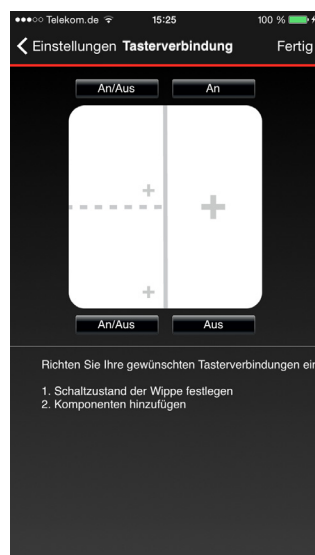 Telekom.de 15:25 100 %
Einstellungen Tasterverbindung Fertig
An/Aus An
An/Aus Aus
Richten Sie Ihre gewünschten Tasterverbindungen ein
1. Schaltzustand der Wippe festlegen
2. Komponenten hinzufügen